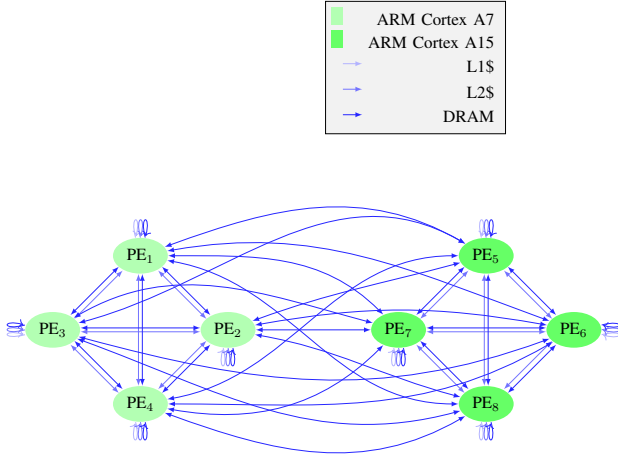 ARM Cortex A7
ARM Cortex A15
L1$
L2$
DRAM
PE₁
PE₅
PE₃
PE₂
PE₇
PE₆
PE₄
PE₈